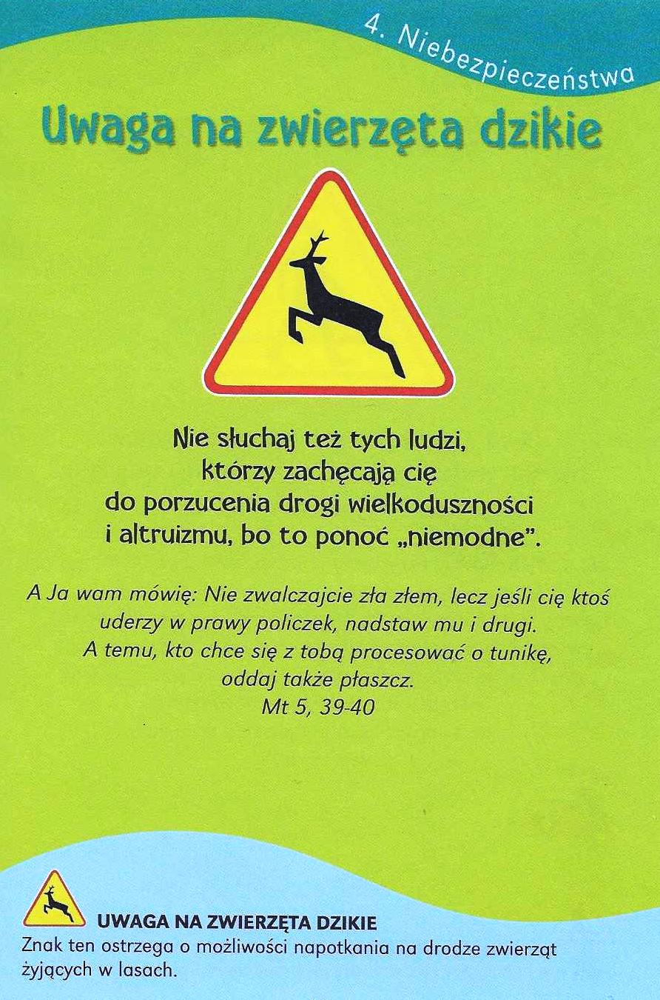 4. Niebezpieczeństwa
Uwaga na zwierzęta dzikie
Nie słuchaj też tych ludzi,
którzy zachęcają cię
do porzucenia drogi wielkoduszności
i altruizmu, bo to ponoć „niemodne”.
A Ja wam mówię: Nie zwalczajcie zła złem, lecz jeśli cię ktoś
uderzy w prawy policzek, nadstaw mu i drugi.
A temu, kto chce się z tobą procesować o tunikę,
oddaj także płaszcz.
Mt 5, 39-40
UWAGA NA ZWIERZĘTA DZIKIE
Znak ten ostrzega o możliwości napotkania na drodze zwierząt
żyjących w lasach.